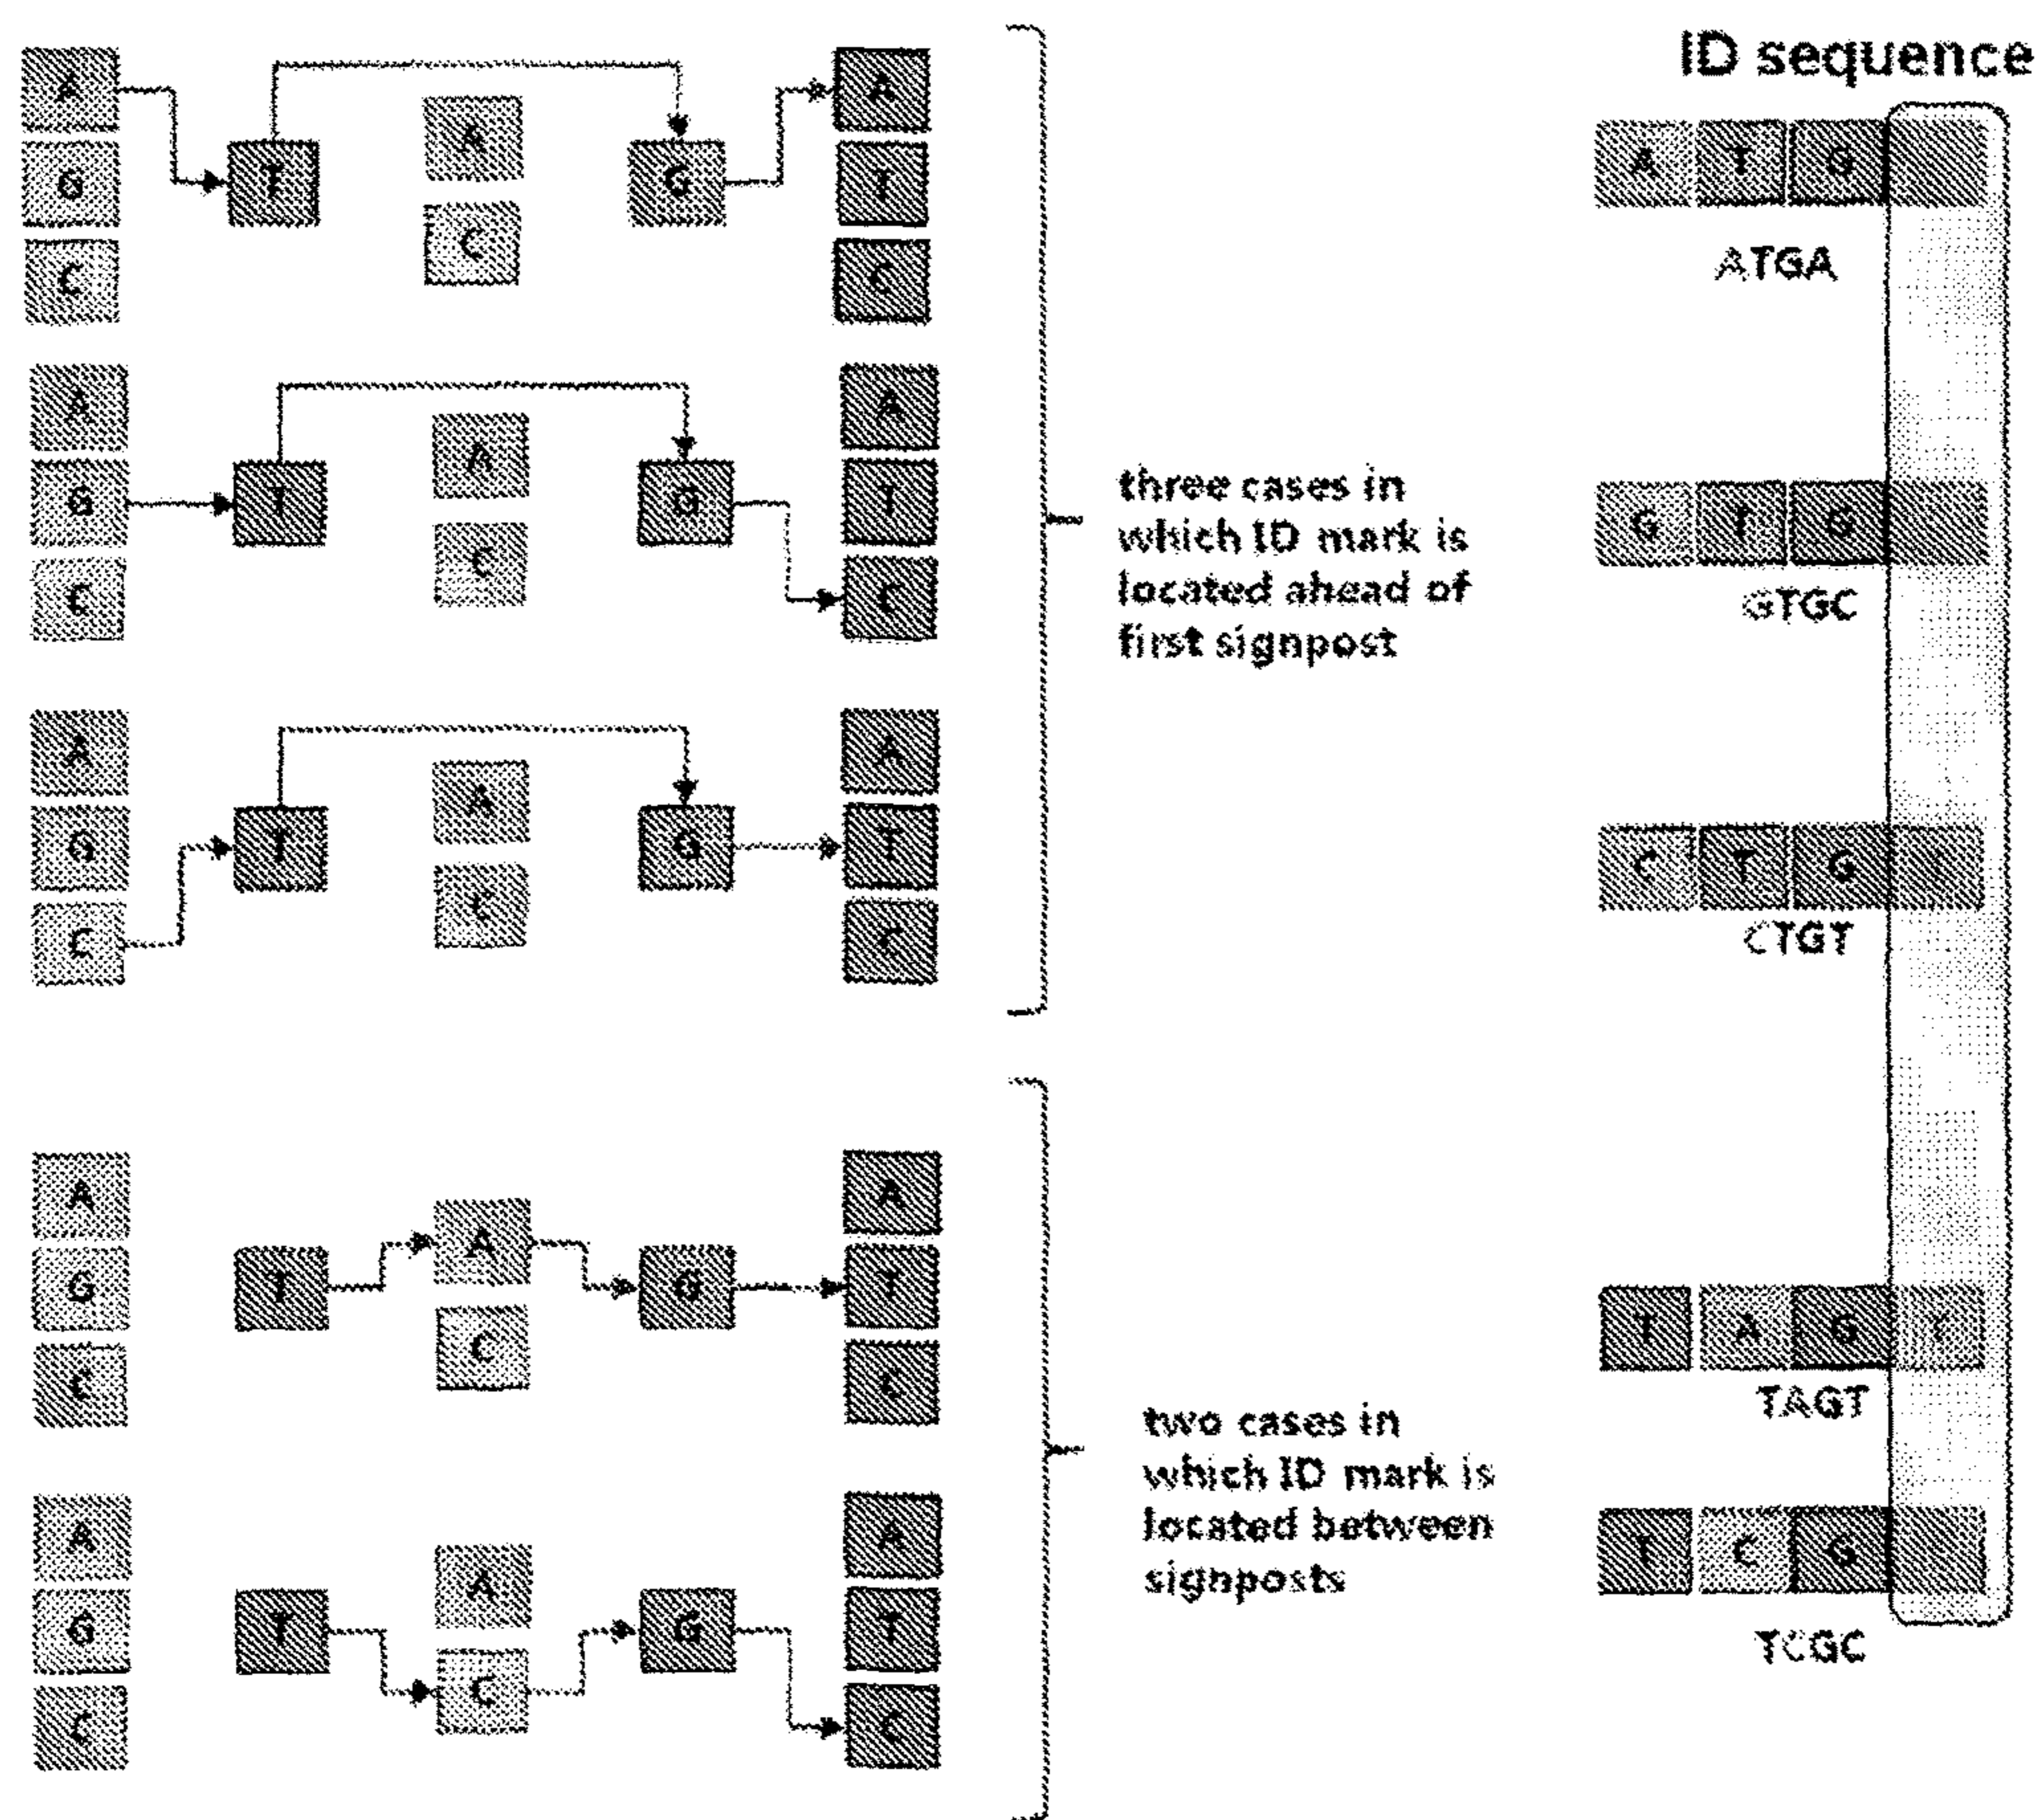 ID sequence
A T G A
G T A G T
C C C
A T G
ATGA
A A A
G T G T
C C C
three cases in
which ID mark is
located ahead of
first signpost
G T G
GTGC
A A A
G T G T
C C C
C T G T
CTGT
A A A
G T G T
C C C
T A G T
TAGT
two cases in
which ID mark is
located between
signposts
A A A
G T G T
C C C
T C G
TCGC